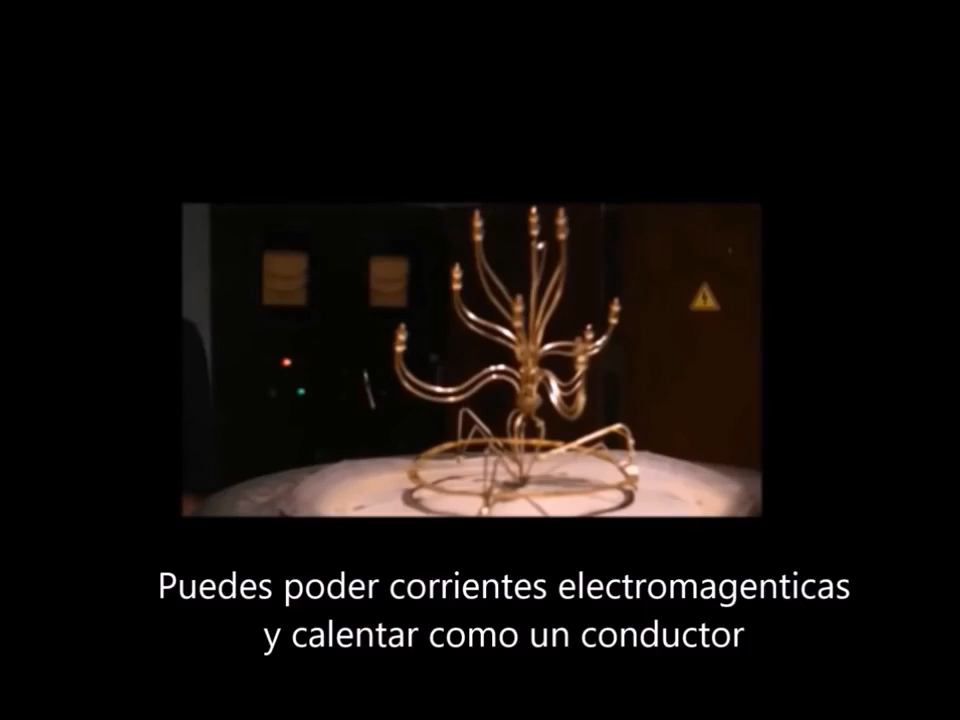 Puedes poder corrientes electromagenticas
y calentar como un conductor